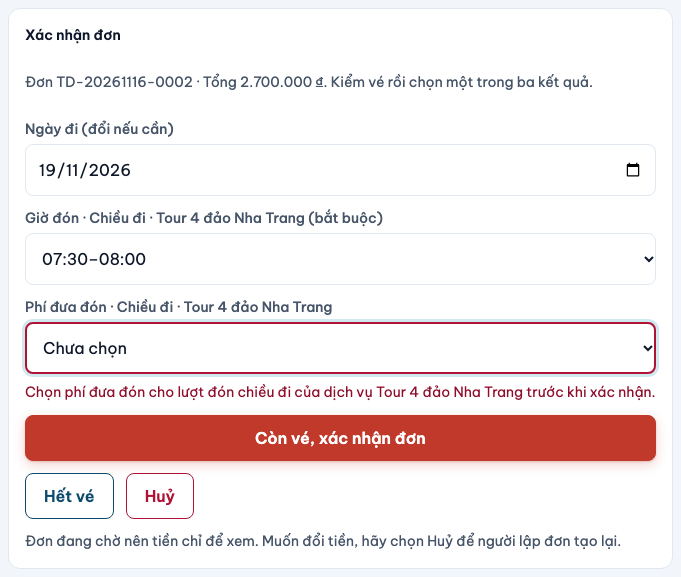 Xác nhận đơn
Đơn TD-20261116-0002 · Tổng 2.700.000 ₫. Kiểm vé rồi chọn một trong ba kết quả.
Ngày đi (đổi nếu cần)
19/11/2026
Giờ đón · Chiều đi · Tour 4 đảo Nha Trang (bắt buộc)
07:30–08:00
Phí đưa đón · Chiều đi · Tour 4 đảo Nha Trang
Chưa chọn
Chọn phí đưa đón cho lượt đón chiều đi của dịch vụ Tour 4 đảo Nha Trang trước khi xác nhận.
Còn vé, xác nhận đơn
Hết vé
Huỷ
Đơn đang chờ nên tiền chỉ để xem. Muốn đổi tiền, hãy chọn Huỷ để người lập đơn tạo lại.